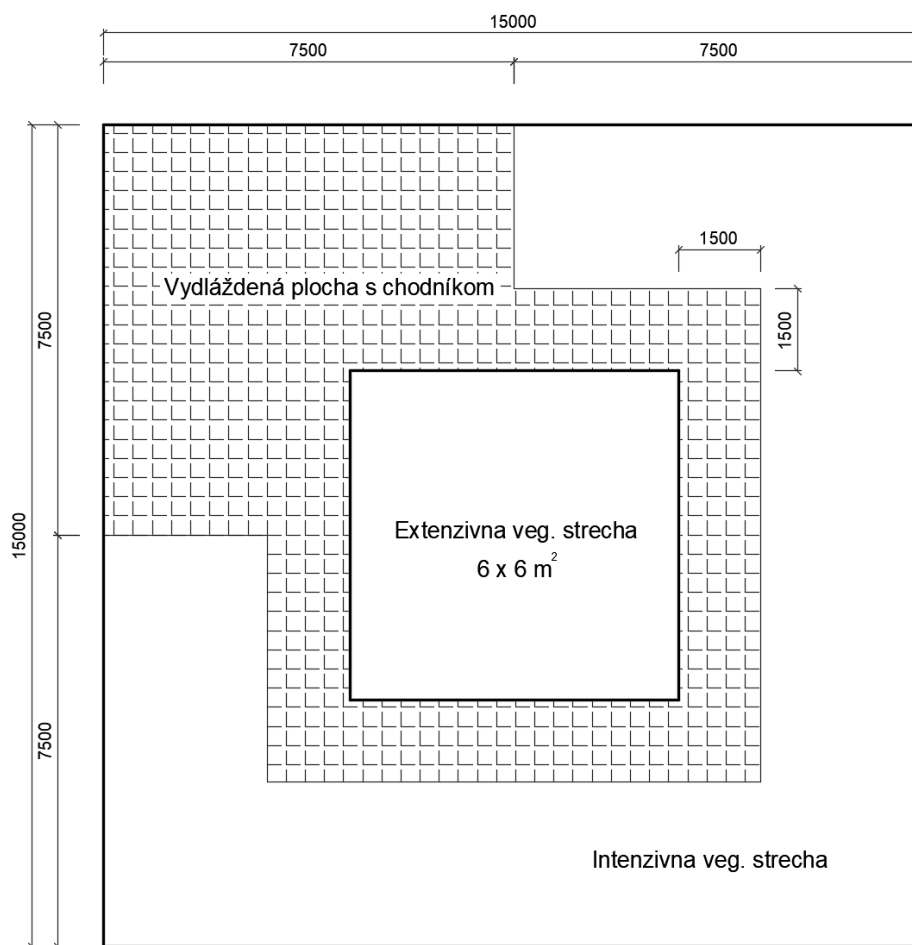 15000
7500
7500
1500
Vydláždená plocha s chodníkom
7500
1500
15000
Extenzivna veg. strecha
6 x 6 m²
7500
Intenzivna veg. strecha